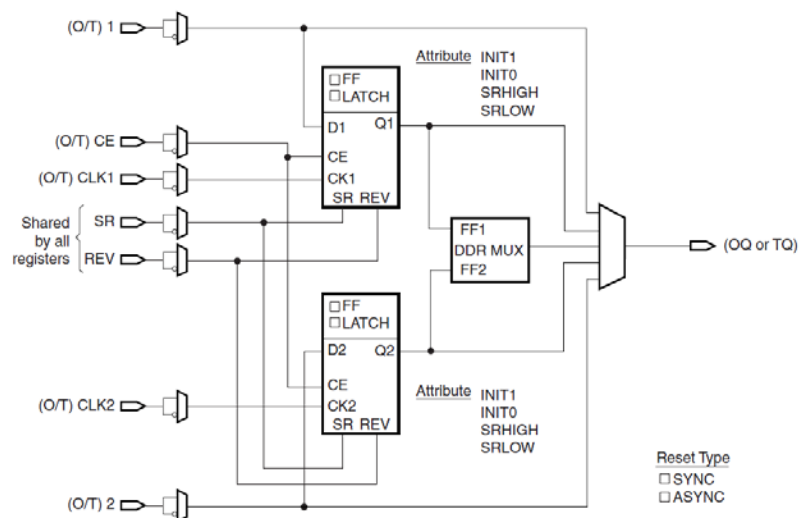 (O/T) 1
Attribute INIT1
INIT0
SRHIGH
SRLOW
FF
LATCH
D1
Q1
(O/T) CE
CE
(O/T) CLK1
CK1
SR REV
Shared
by all
registers
SR
REV
FF1
DDR MUX
FF2
(OQ or TQ)
FF
LATCH
D2
Q2
CE
(O/T) CLK2
CK2
SR REV
Attribute INIT1
INIT0
SRHIGH
SRLOW
Reset Type
SYNC
ASYNC
(O/T) 2